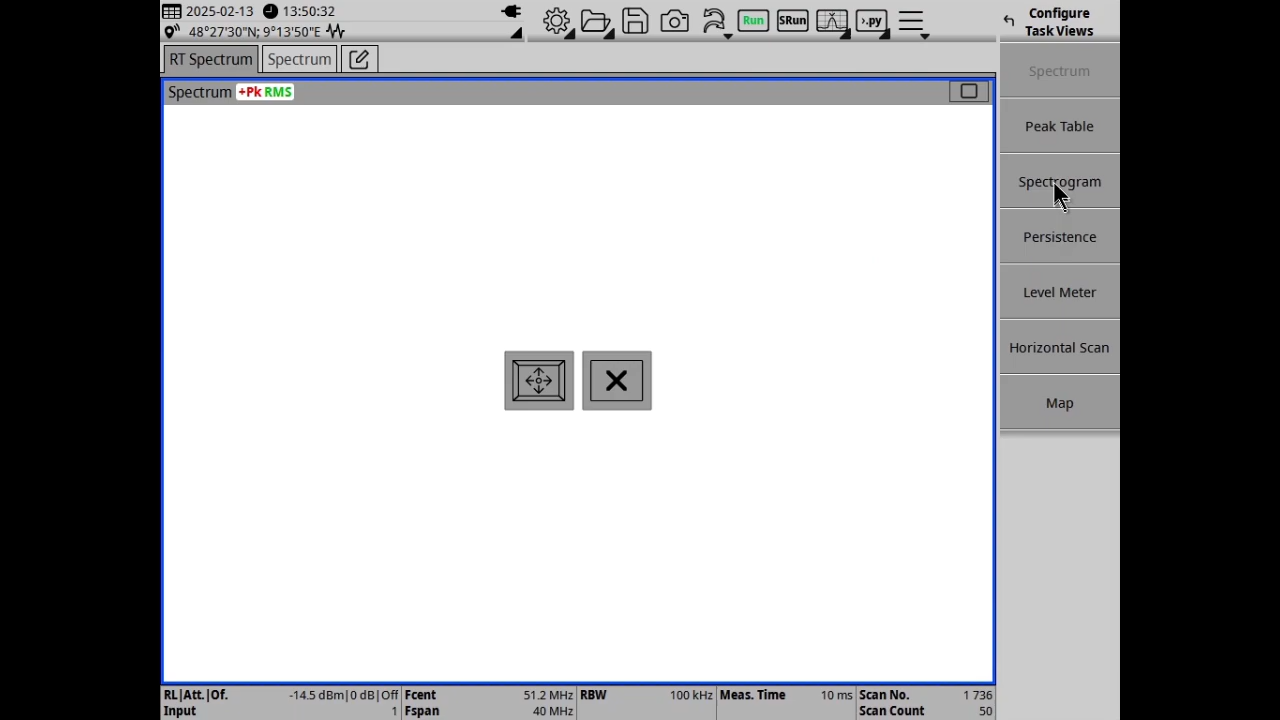 2025-02-13 13:50:32
48°27'30"N; 9°13'50"E
Run SRun ›.py
Configure
Task Views
RT Spectrum Spectrum
Spectrum +Pk RMS
Spectrum
Peak Table
Spectrogram
Persistence
Level Meter
Horizontal Scan
Map
RL|Att.|Of. -14.5 dBm|0 dB|Off Fcent 51.2 MHz RBW 100 kHz Meas. Time 10 ms Scan No. 1 736
Input 1 Fspan 40 MHz Scan Count 50